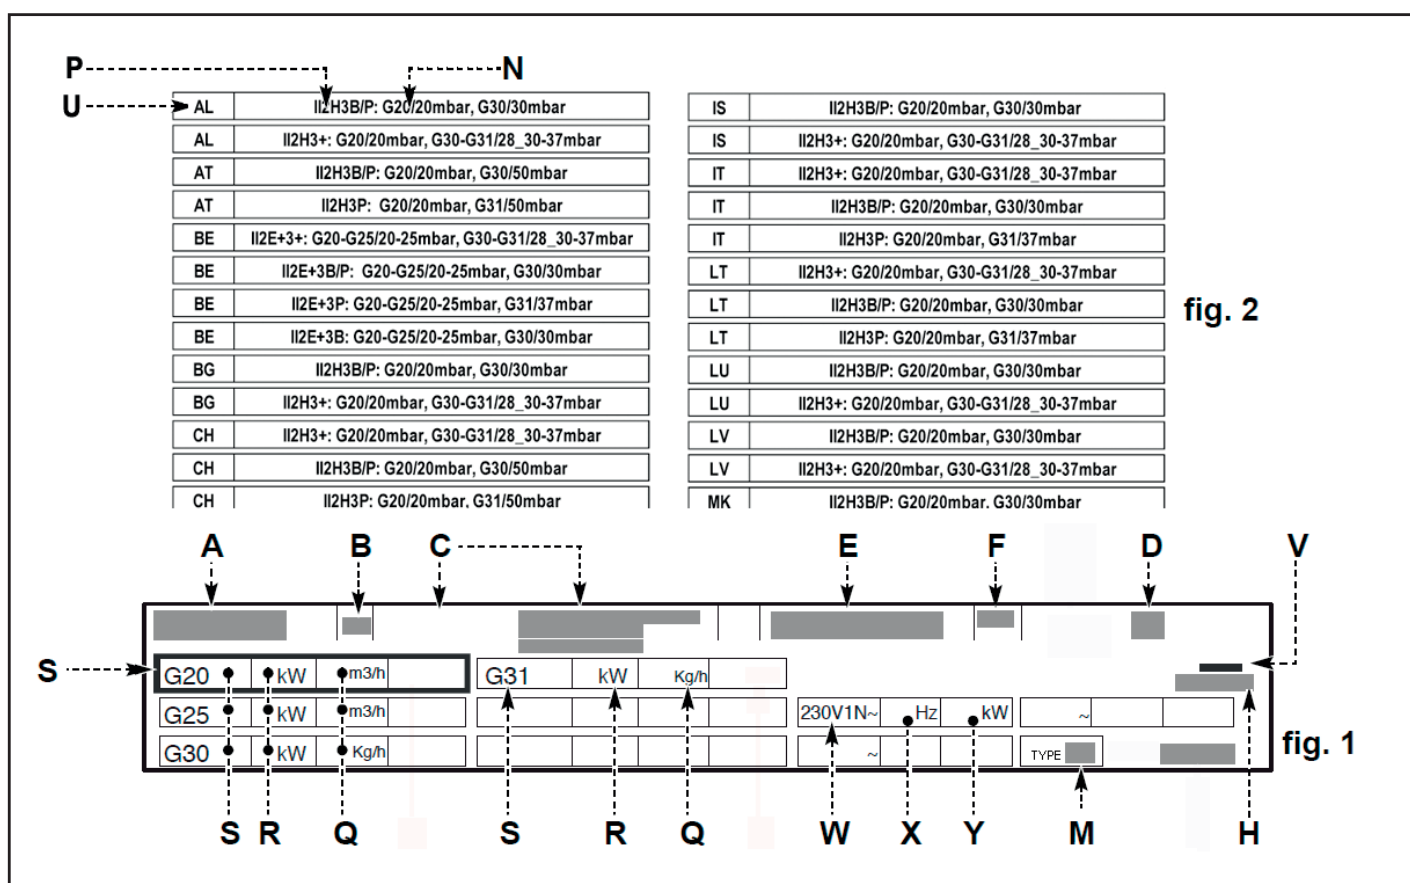 P N
U AL II2H3B/P: G20/20mbar, G30/30mbar IS II2H3B/P: G20/20mbar, G30/30mbar
AL II2H3+: G20/20mbar, G30-G31/28_30-37mbar IS II2H3+: G20/20mbar, G30-G31/28_30-37mbar
AT II2H3B/P: G20/20mbar, G30/50mbar IT II2H3+: G20/20mbar, G30-G31/28_30-37mbar
AT II2H3P: G20/20mbar, G31/50mbar IT II2H3B/P: G20/20mbar, G30/30mbar
BE II2E+3+: G20-G25/20-25mbar, G30-G31/28_30-37mbar IT II2H3P: G20/20mbar, G31/37mbar
BE II2E+3B/P: G20-G25/20-25mbar, G30/30mbar LT II2H3+: G20/20mbar, G30-G31/28_30-37mbar
BE II2E+3P: G20-G25/20-25mbar, G31/37mbar LT II2H3B/P: G20/20mbar, G30/30mbar fig. 2
BE II2E+3B: G20-G25/20-25mbar, G30/30mbar LT II2H3P: G20/20mbar, G31/37mbar
BG II2H3B/P: G20/20mbar, G30/30mbar LU II2H3B/P: G20/20mbar, G30/30mbar
BG II2H3+: G20/20mbar, G30-G31/28_30-37mbar LU II2H3+: G20/20mbar, G30-G31/28_30-37mbar
CH II2H3+: G20/20mbar, G30-G31/28_30-37mbar LV II2H3B/P: G20/20mbar, G30/30mbar
CH II2H3B/P: G20/20mbar, G30/50mbar LV II2H3+: G20/20mbar, G30-G31/28_30-37mbar
CH II2H3P: G20/20mbar, G31/50mbar MK II2H3B/P: G20/20mbar, G30/30mbar
A B C E F D V
S G20 kW m3/h G31 kW Kg/h
G25 kW m3/h 230V1N~ Hz kW ~
G30 kW Kg/h ~ TYPE fig. 1
S R Q S R Q W X Y M H